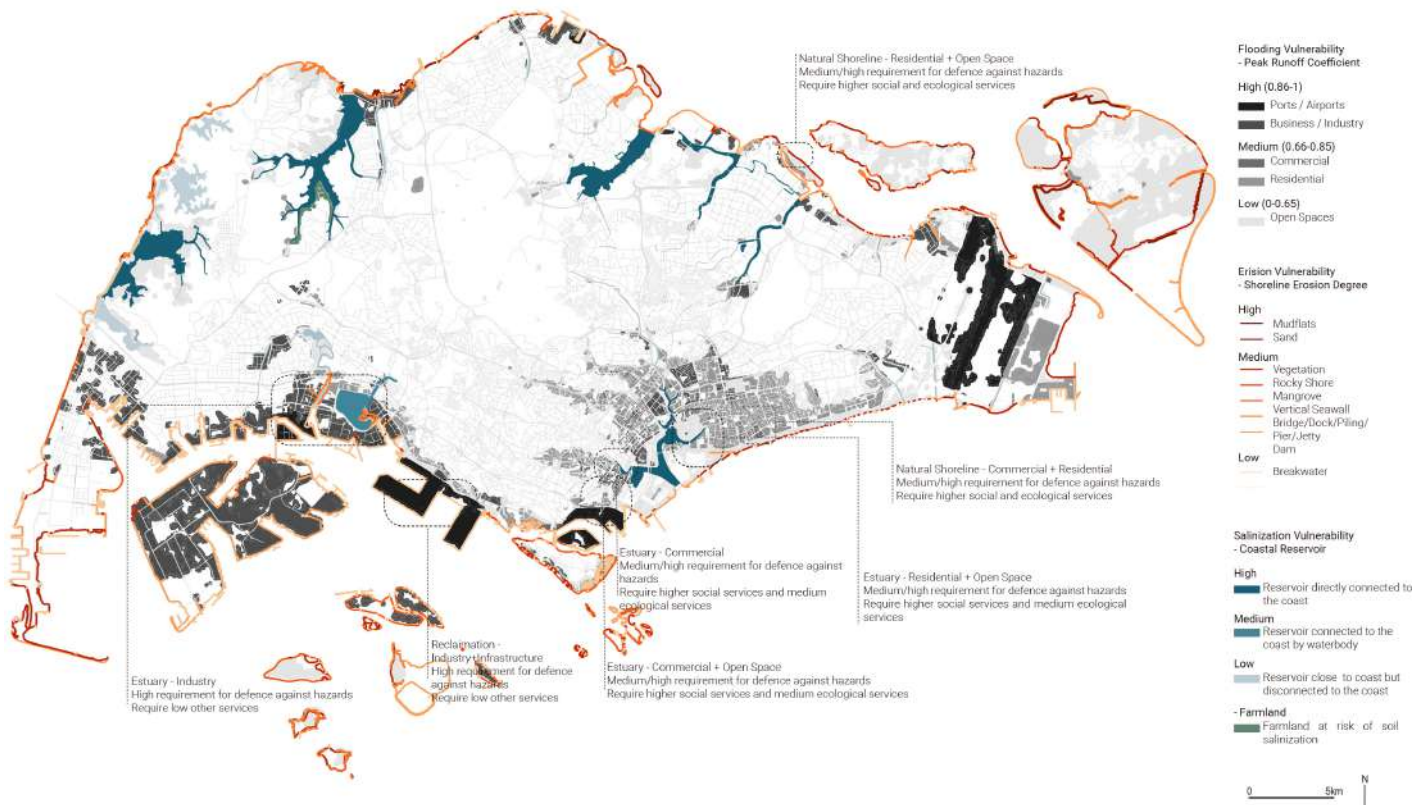 Natural Shoreline - Residential + Open Space
Medium/high requirement for defence against hazards
Require higher social and ecological services
Natural Shoreline - Commercial + Residential
Medium/high requirement for defence against hazards
Require higher social and ecological services
Estuary - Commercial
Medium/high requirement for defence against
hazards
Require higher social services and medium
ecological services
Estuary - Residential + Open Space
Medium/high requirement for defence against hazards
Require higher social services and medium ecological
services
Reclamation -
Industry+Infrastructure
High requirement for defence
against hazards
Require low other services
Estuary - Commercial + Open Space
Medium/high requirement for defence against hazards
Require higher social services and medium ecological services
Estuary - Industry
High requirement for defence against hazards
Require low other services
Flooding Vulnerability
- Peak Runoff Coefficient
High (0.86-1)
Ports / Airports
Business / Industry
Medium (0.66-0.85)
Commercial
Residential
Low (0-0.65)
Open Spaces
Erision Vulnerability
- Shoreline Erosion Degree
High
Mudflats
Sand
Medium
Vegetation
Rocky Shore
Mangrove
Vertical Seawall
Bridge/Dock/Piling/
Pier/Jetty
Dam
Low
Breakwater
Salinization Vulnerability
- Coastal Reservoir
High
Reservoir directly connected to
the coast
Medium
Reservoir connected to the
coast by waterbody
Low
Reservoir close to coast but
disconnected to the coast
- Farmland
Farmland at risk of soil
salinization
0 5km
N